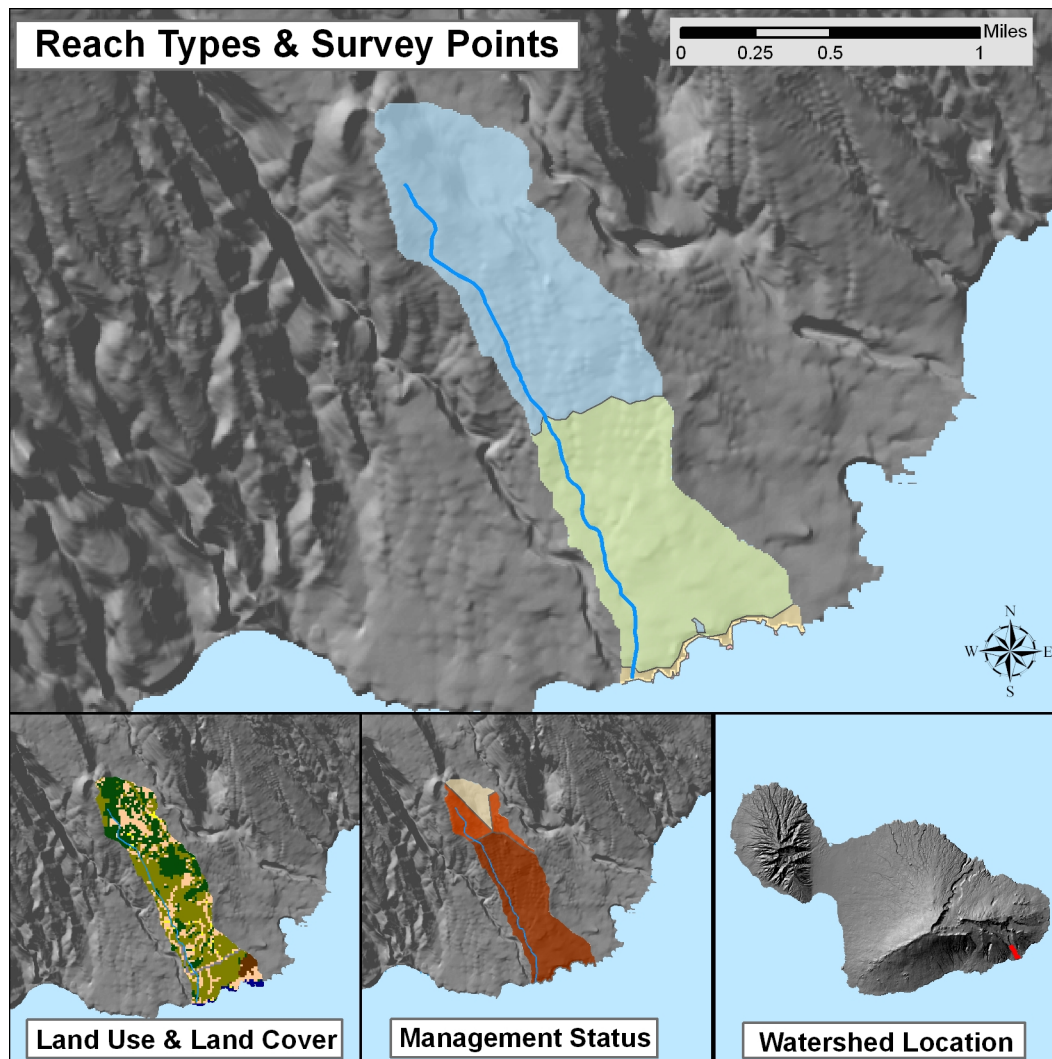 Reach Types & Survey Points
Miles
0 0.25 0.5 1
N
W E
S
Land Use & Land Cover
Management Status
Watershed Location